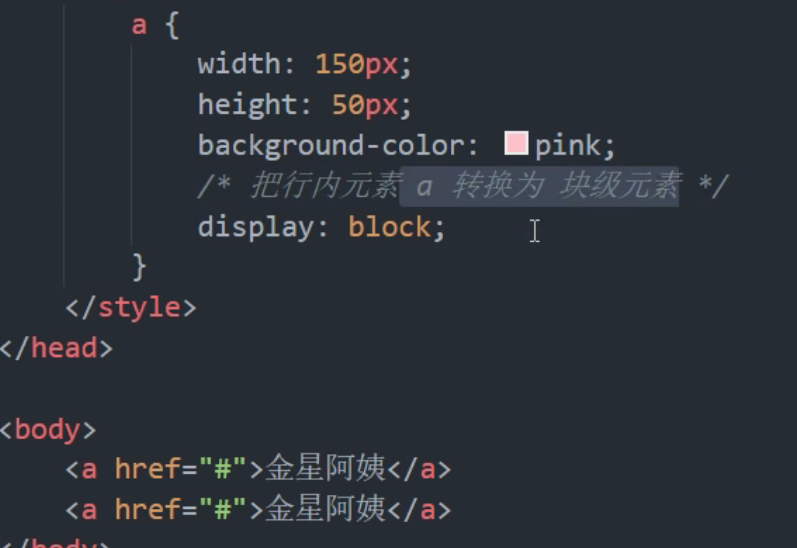 a {
width: 150px;
height: 50px;
background-color: pink;
/* 把行内元素 a 转换为 块级元素 */
display: block;
}
</style>
</head>
<body>
<a href="#">金星阿姨</a>
<a href="#">金星阿姨</a>
</body>